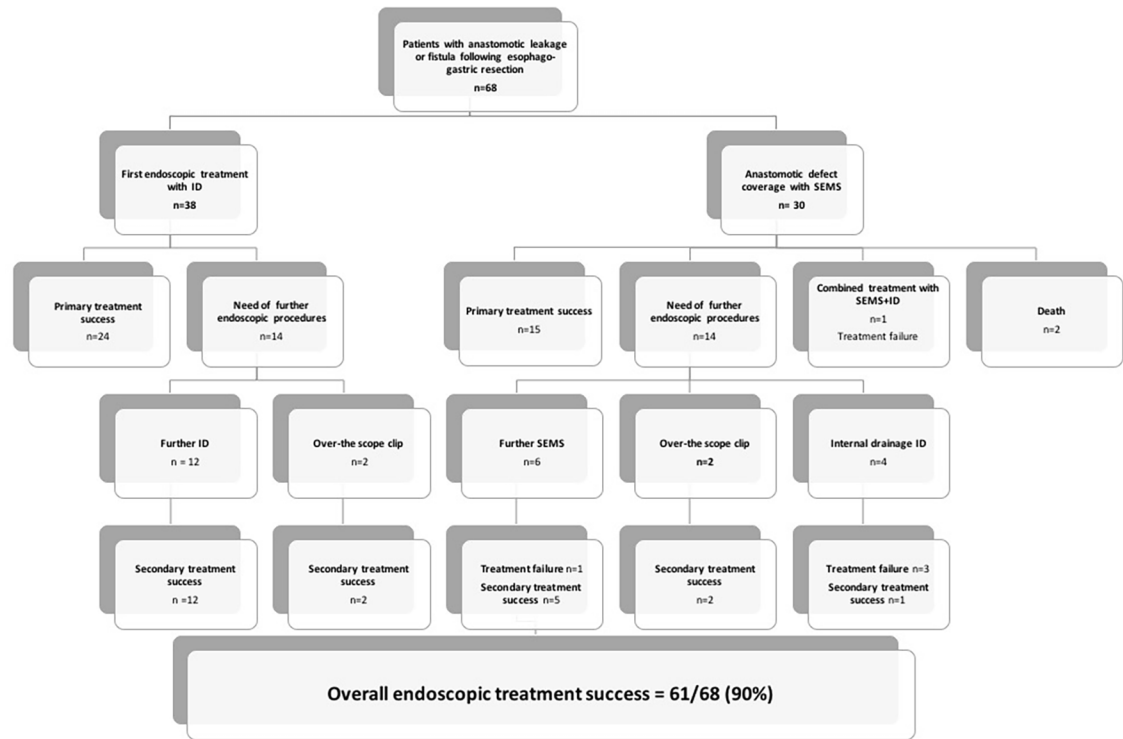 Patients with anastomotic leakage
or fistula following esophago-
gastric resection
n=68
First endoscopic treatment
with ID
n=38
Anastomotic defect
coverage with SEMS
n= 30
Primary treatment
success
n=24
Need of further
endoscopic procedures
n=14
Primary treatment success
n=15
Need of further
endoscopic procedures
n=14
Combined treatment with
SEMS+ID
n=1
Treatment failure
Death
n=2
Further ID
n = 12
Over-the scope clip
n=2
Further SEMS
n=6
Over-the scope clip
n=2
Internal drainage ID
n=4
Secondary treatment
success
n =12
Secondary treatment
success
n=2
Treatment failure n=1
Secondary treatment
success n=5
Secondary treatment
success
n=2
Treatment failure n=3
Secondary treatment
success n=1
Overall endoscopic treatment success = 61/68 (90%)